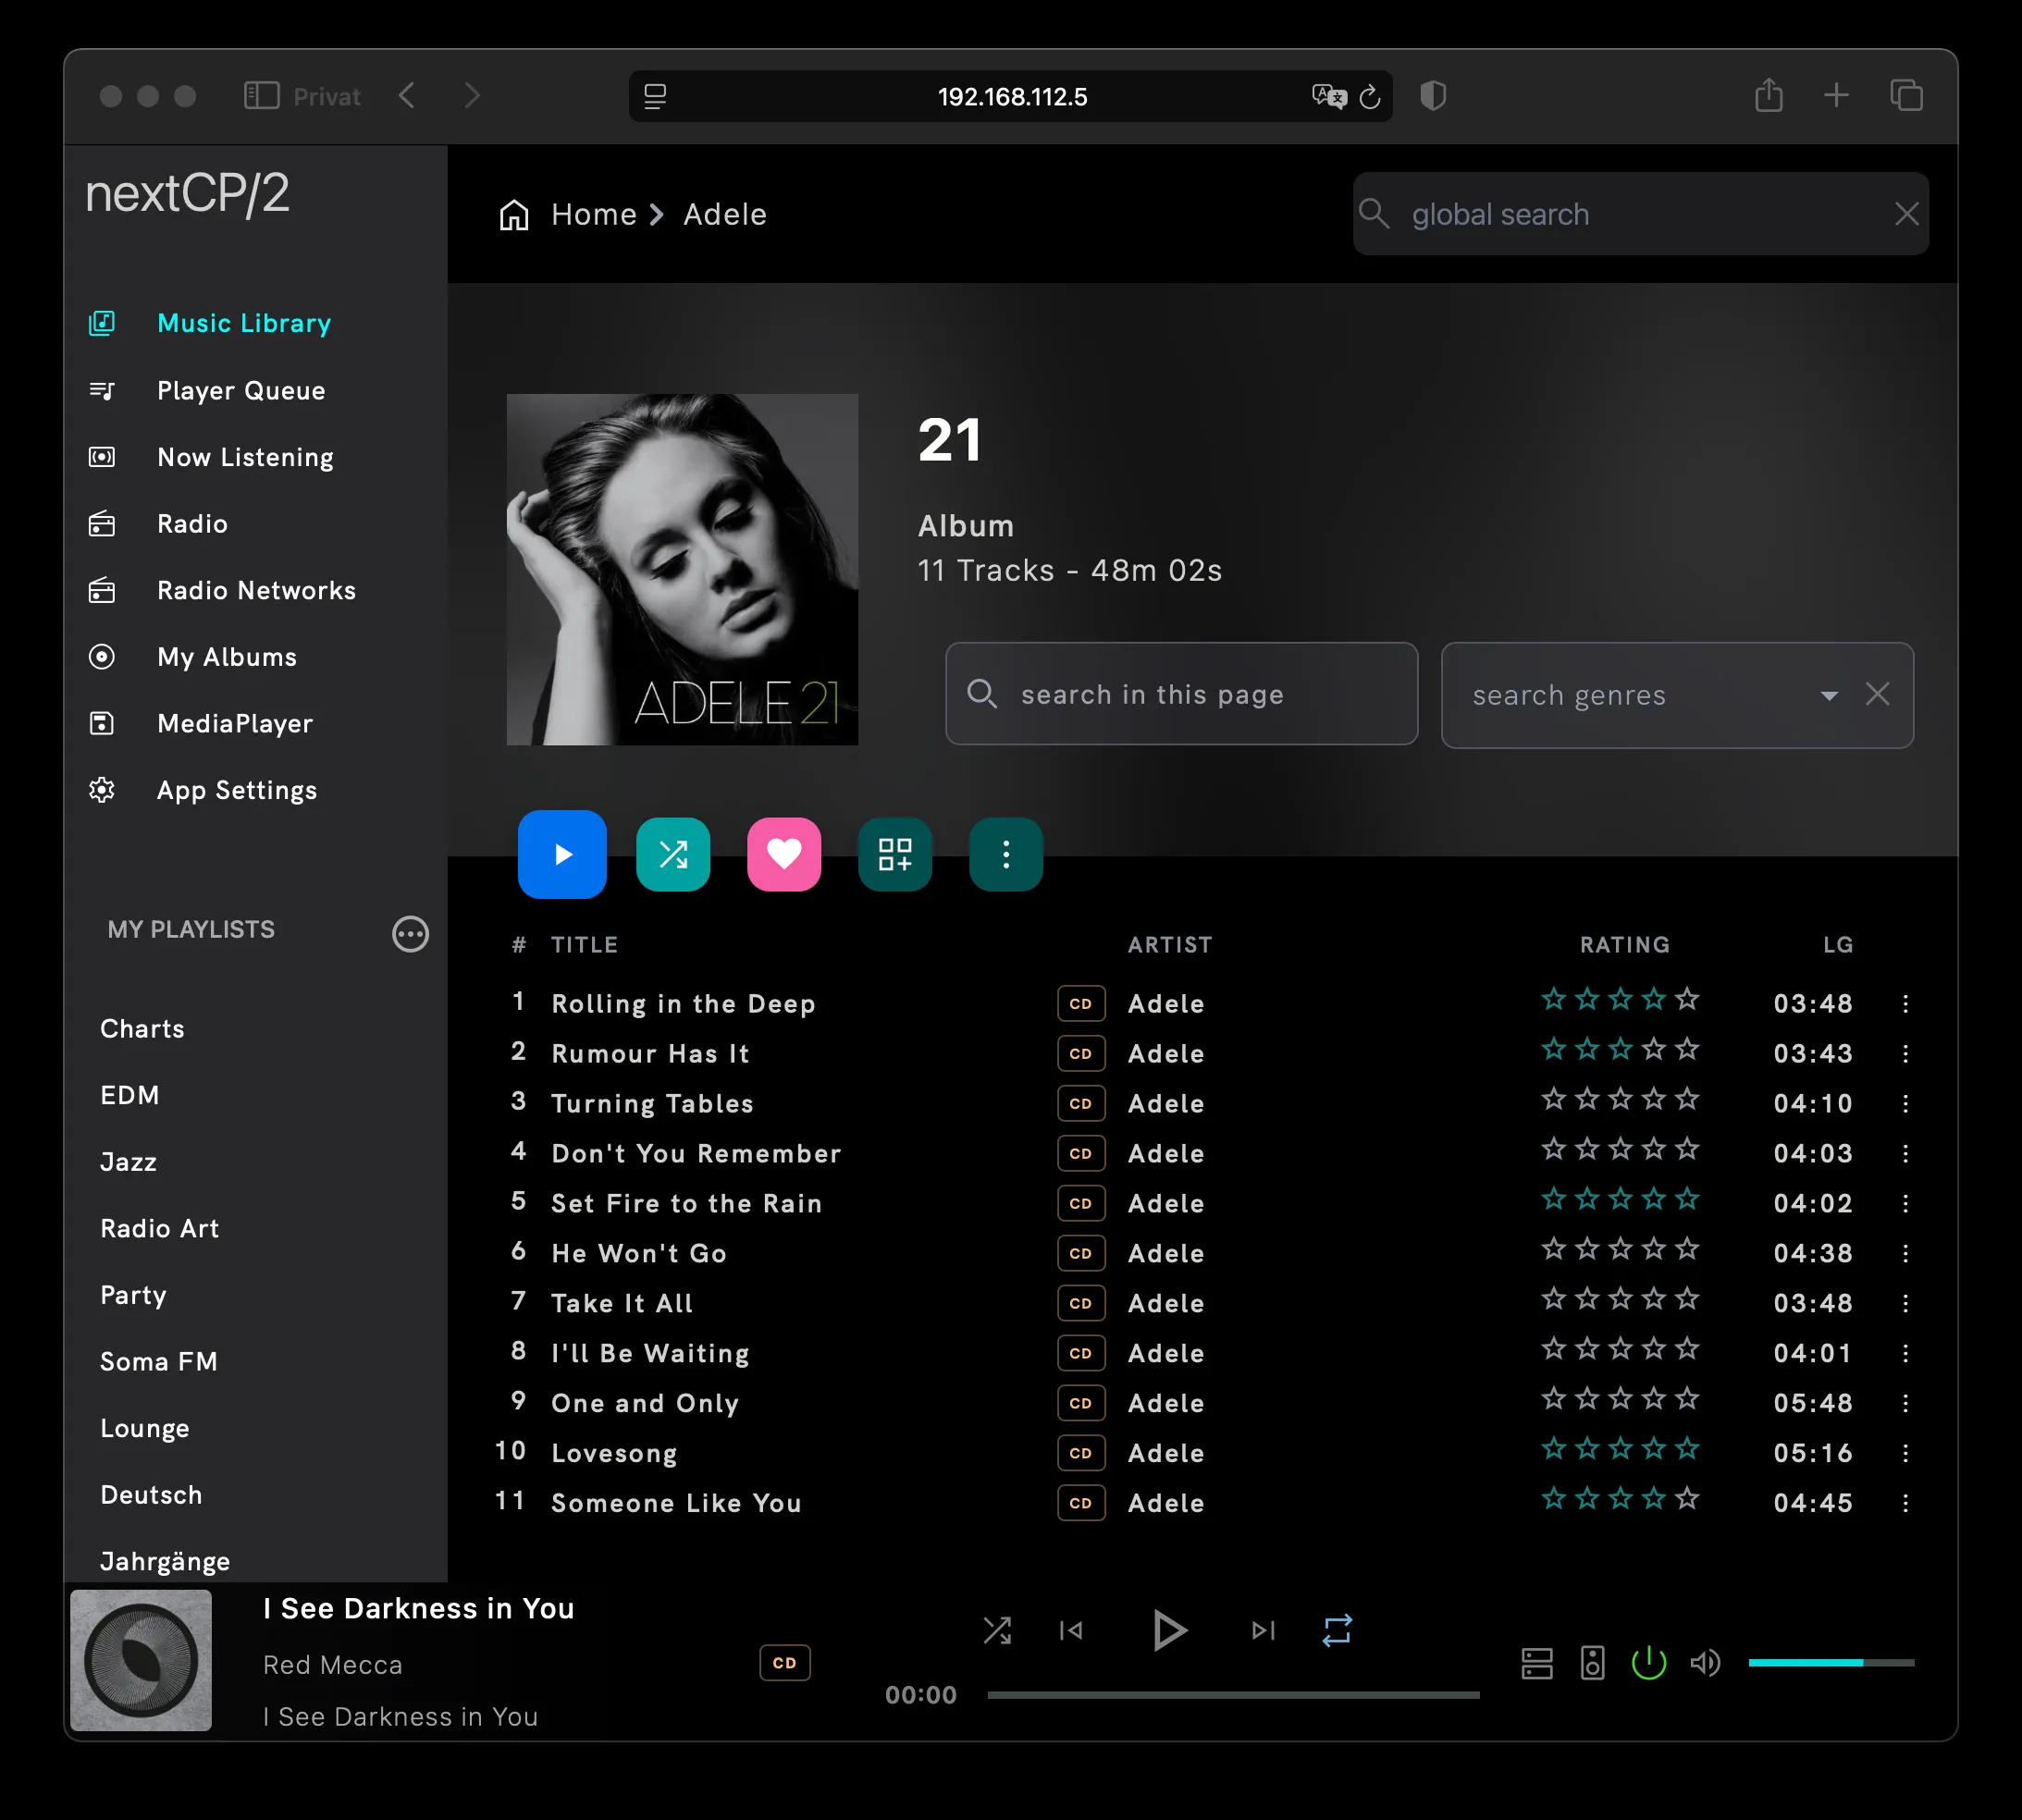 Privat
192.168.112.5
nextCP/2
Home
Adele
global search
Music Library
Player Queue
Now Listening
Radio
Radio Networks
My Albums
MediaPlayer
App Settings
MY PLAYLISTS
Charts
EDM
Jazz
Radio Art
Party
Soma FM
Lounge
Deutsch
Jahrgänge
ADELE 21
21
Album
11 Tracks - 48m 02s
search in this page
search genres
# TITLE ARTIST RATING LG
1 Rolling in the Deep CD Adele 03:48
2 Rumour Has It CD Adele 03:43
3 Turning Tables CD Adele 04:10
4 Don't You Remember CD Adele 04:03
5 Set Fire to the Rain CD Adele 04:02
6 He Won't Go CD Adele 04:38
7 Take It All CD Adele 03:48
8 I'll Be Waiting CD Adele 04:01
9 One and Only CD Adele 05:48
10 Lovesong CD Adele 05:16
11 Someone Like You CD Adele 04:45
I See Darkness in You
Red Mecca
I See Darkness in You
CD
00:00